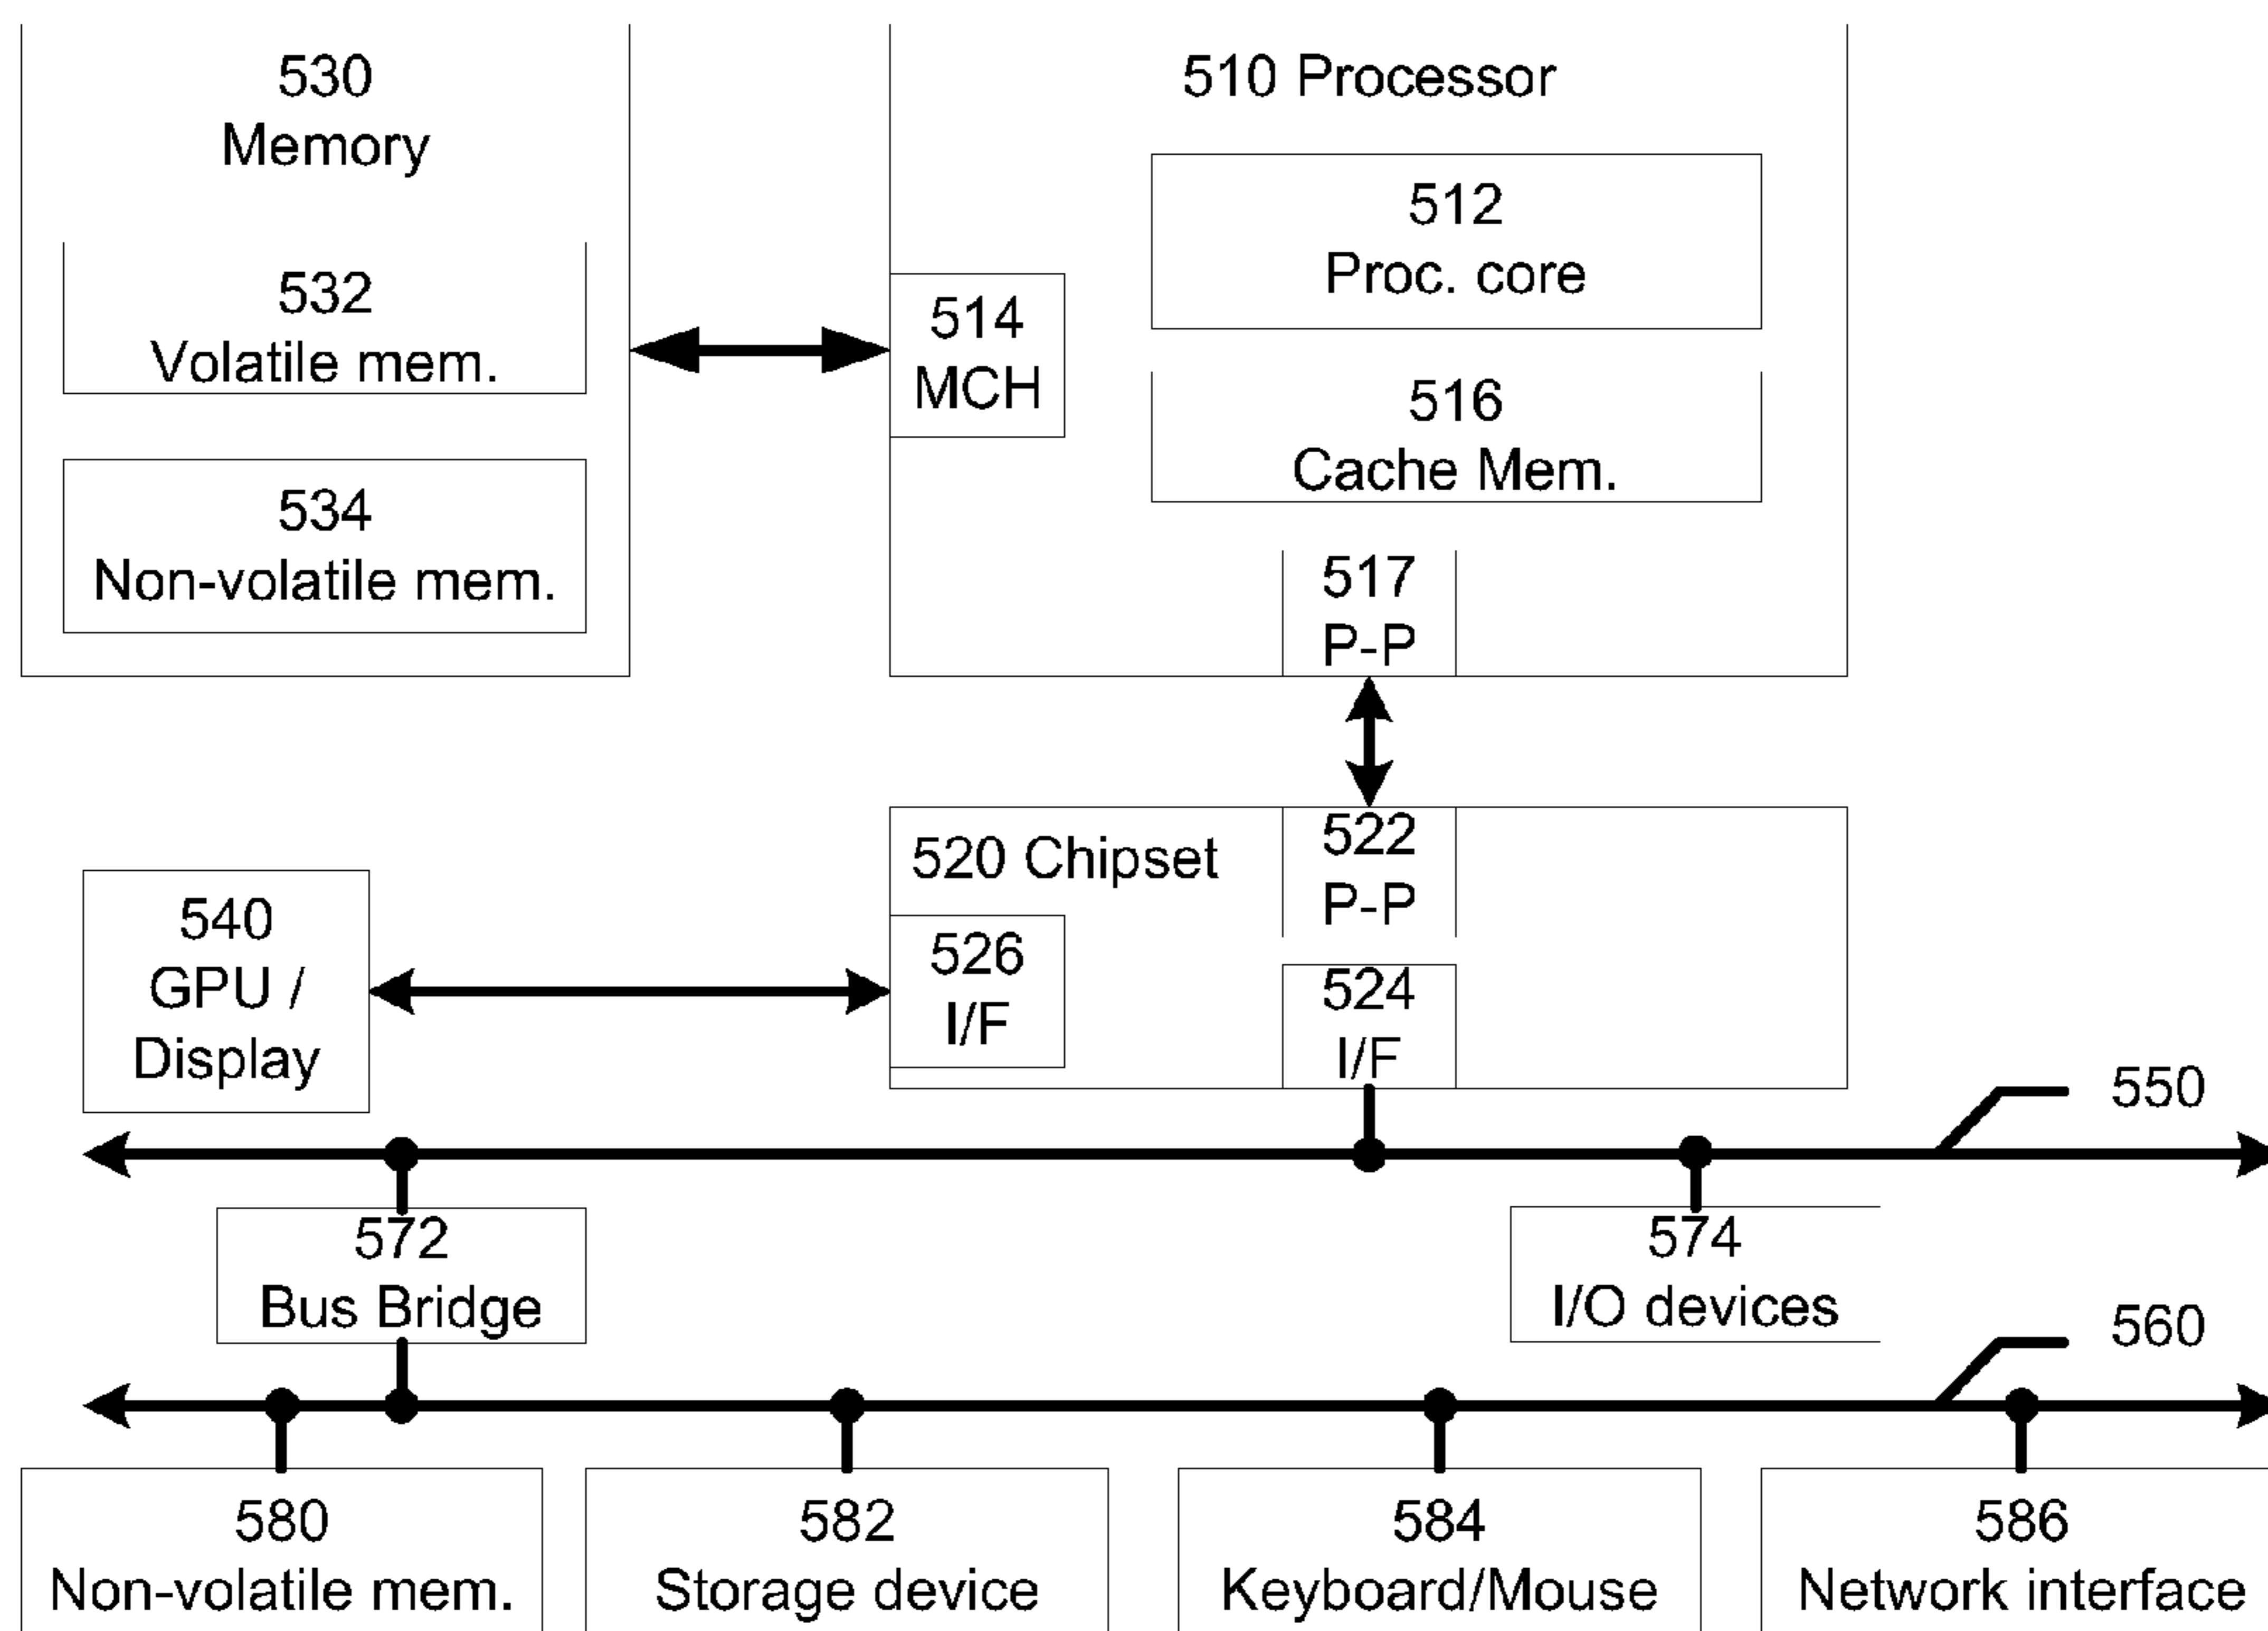 530
Memory
532
Volatile mem.
534
Non-volatile mem.
510 Processor
512
Proc. core
514
MCH
516
Cache Mem.
517
P-P
520 Chipset
522
P-P
526
I/F
524
I/F
540
GPU /
Display
550
572
Bus Bridge
574
I/O devices
560
580
Non-volatile mem.
582
Storage device
584
Keyboard/Mouse
586
Network interface